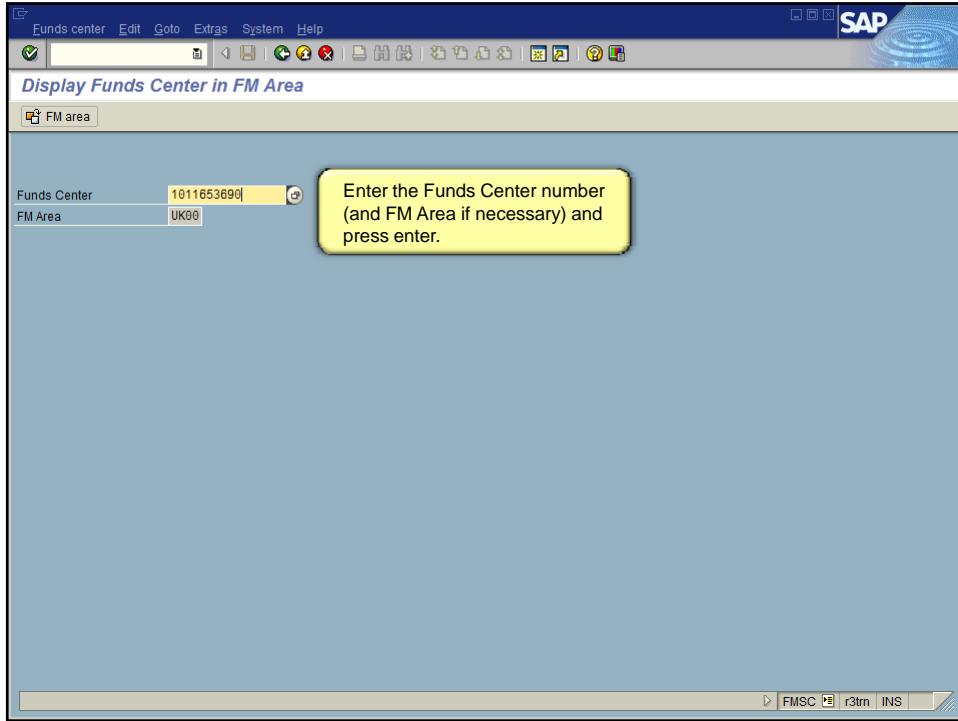 Funds center Edit Goto Extras System Help
SAP
Display Funds Center in FM Area
FM area
Funds Center 1011653690
FM Area UK00
Enter the Funds Center number
(and FM Area if necessary) and
press enter.
FMSC r3trn INS